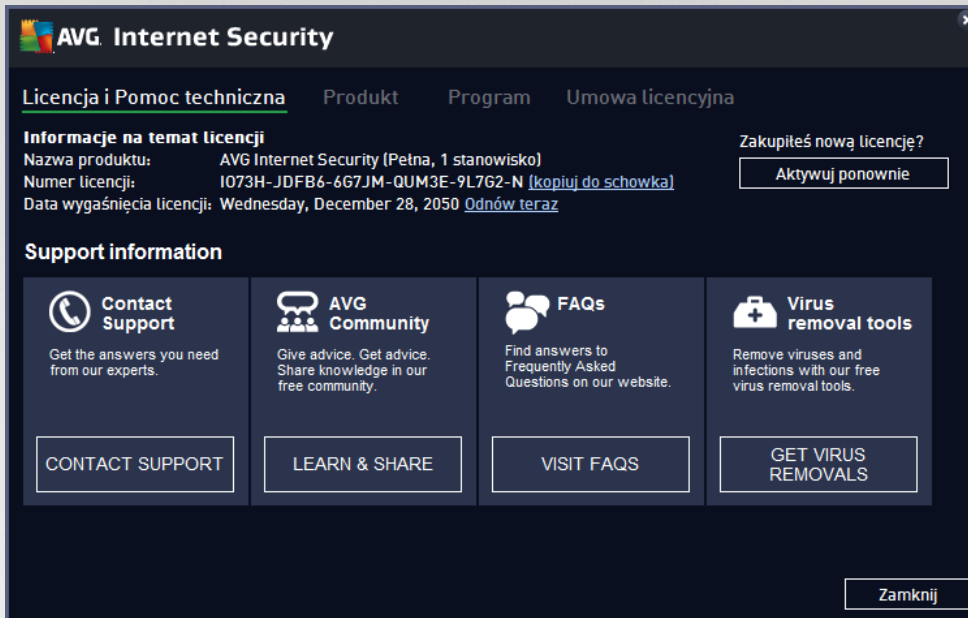 AVG Internet Security
Licencja i Pomoc techniczna Produkt Program Umowa licencyjna
Informacje na temat licencji
Nazwa produktu: AVG Internet Security (Pełna, 1 stanowisko)
Numer licencji: IO73H-JDFB6-6G7JM-QUM3E-9L7G2-N (kopiuj do schowka)
Data wygaśnięcia licencji: Wednesday, December 28, 2050 Odnów teraz
Zakupiłeś nową licencję?
Aktywuj ponownie
Support information
Contact
Support
Get the answers you need
from our experts.
CONTACT SUPPORT
AVG
Community
Give advice. Get advice.
Share knowledge in our
free community.
LEARN & SHARE
FAQs
Find answers to
Frequently Asked
Questions on our website.
VISIT FAQS
Virus
removal tools
Remove viruses and
infections with our free
virus removal tools.
GET VIRUS
REMOVALS
Zamknij